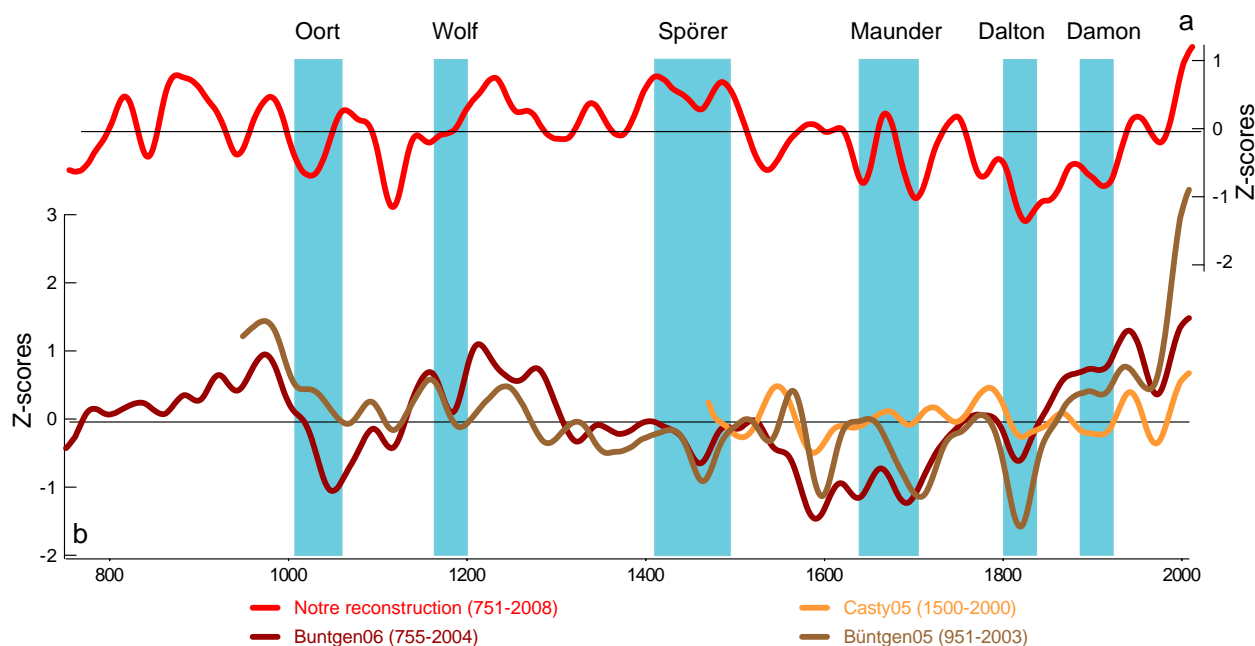 Oort Wolf Spörer Maunder Dalton Damon a
1
0
-1
-2
Z-scores
3
2
1
0
-1
-2
Z-scores
b
800 1000 1200 1400 1600 1800 2000
Notre reconstruction (751-2008) Casty05 (1500-2000)
Buntgen06 (755-2004) Büntgen05 (951-2003)